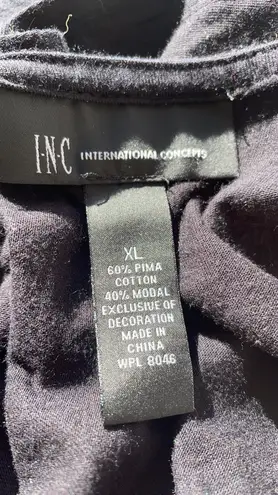 I.N.C INTERNATIONAL CONCEPTS
XL
60% PIMA
COTTON
40% MODAL
EXCLUSIVE OF
DECORATION
MADE IN
CHINA
WPL 8046